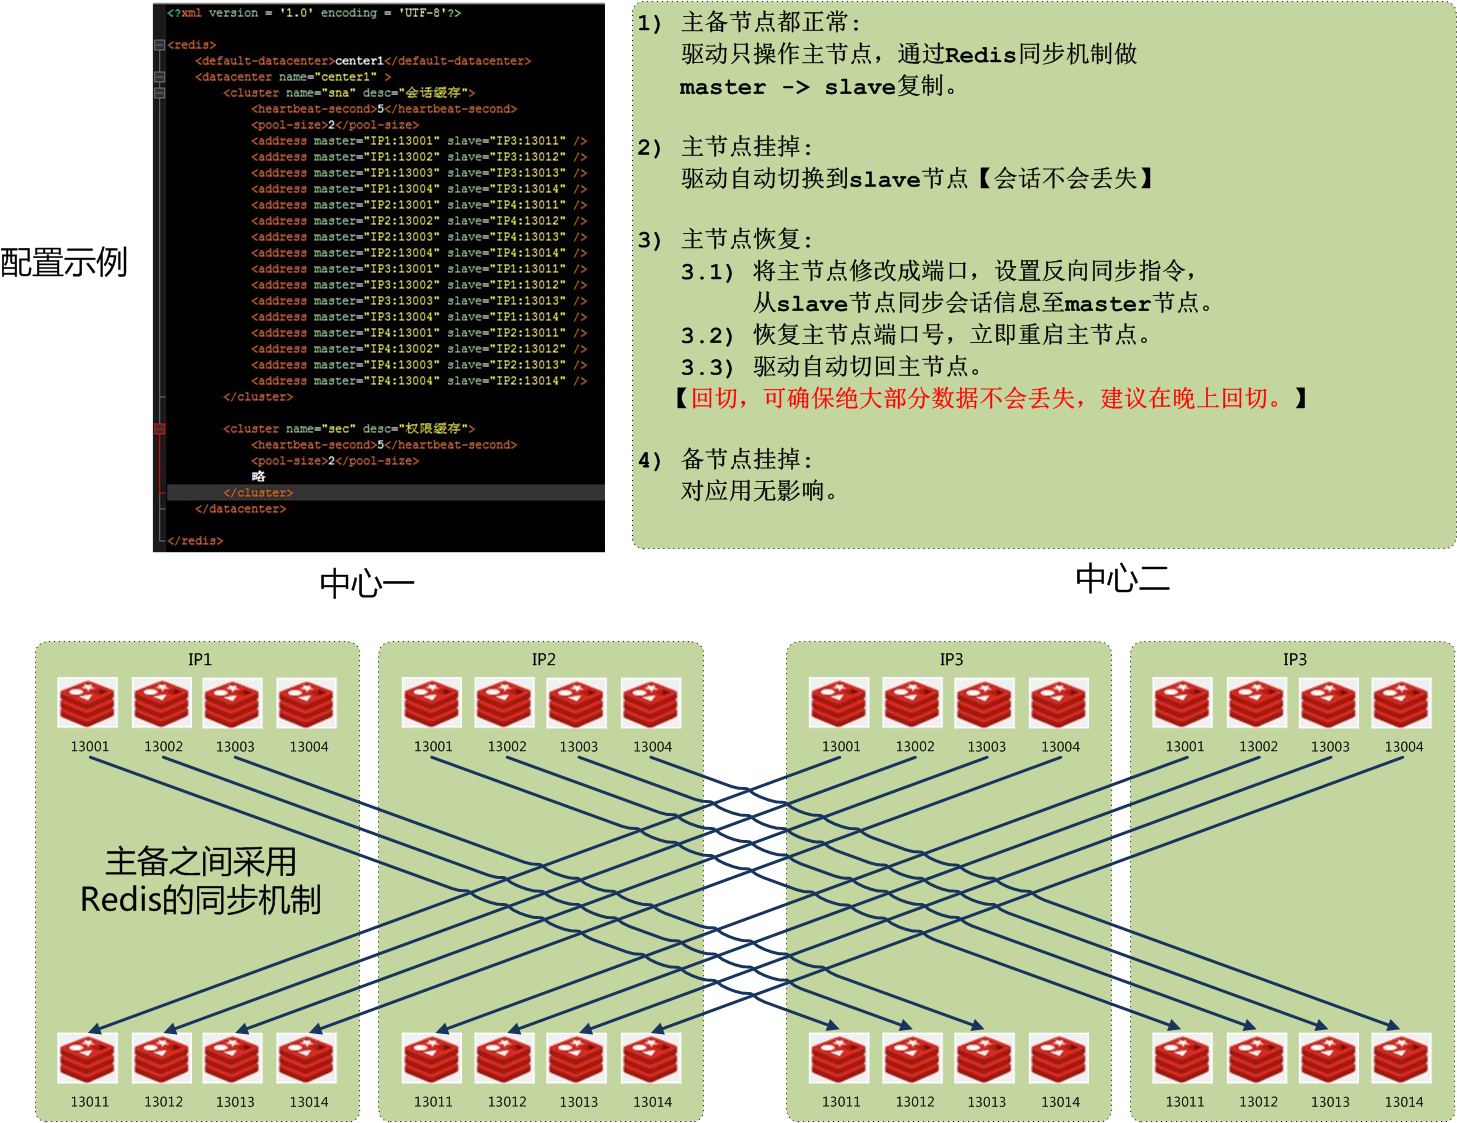 <?xml version = '1.0' encoding = 'UTF-8'?>
<redis>
<default-datacenter>center1</default-datacenter>
<datacenter name="center1" >
<cluster name="sna" desc="会话缓存">
<heartbeat-second>5</heartbeat-second>
<pool-size>2</pool-size>
<address master="IP1:13001" slave="IP3:13011" />
<address master="IP1:13002" slave="IP3:13012" />
<address master="IP1:13003" slave="IP3:13013" />
<address master="IP1:13004" slave="IP3:13014" />
<address master="IP2:13001" slave="IP4:13011" />
<address master="IP2:13002" slave="IP4:13012" />
<address master="IP2:13003" slave="IP4:13013" />
<address master="IP2:13004" slave="IP4:13014" />
<address master="IP3:13001" slave="IP1:13011" />
<address master="IP3:13002" slave="IP1:13012" />
<address master="IP3:13003" slave="IP1:13013" />
<address master="IP3:13004" slave="IP1:13014" />
<address master="IP4:13001" slave="IP2:13011" />
<address master="IP4:13002" slave="IP2:13012" />
<address master="IP4:13003" slave="IP2:13013" />
<address master="IP4:13004" slave="IP2:13014" />
</cluster>
<cluster name="sec" desc="权限缓存">
<heartbeat-second>5</heartbeat-second>
<pool-size>2</pool-size>
略
</cluster>
</datacenter>
</redis>
配置示例
1) 主备节点都正常:
驱动只操作主节点，通过Redis同步机制做
master -> slave复制。
2) 主节点挂掉:
驱动自动切换到slave节点【会话不会丢失】
3) 主节点恢复:
3.1) 将主节点修改成端口，设置反向同步指令，
从slave节点同步会话信息至master节点。
3.2) 恢复主节点端口号，立即重启主节点。
3.3) 驱动自动切回主节点。
【回切，可确保绝大部分数据不会丢失，建议在晚上回切。】
4) 备节点挂掉:
对应用无影响。
中心一
中心二
IP1
IP2
IP3
IP3
13001 13002 13003 13004
13001 13002 13003 13004
13001 13002 13003 13004
13001 13002 13003 13004
主备之间采用
Redis的同步机制
13011 13012 13013 13014
13011 13012 13013 13014
13011 13012 13013 13014
13011 13012 13013 13014